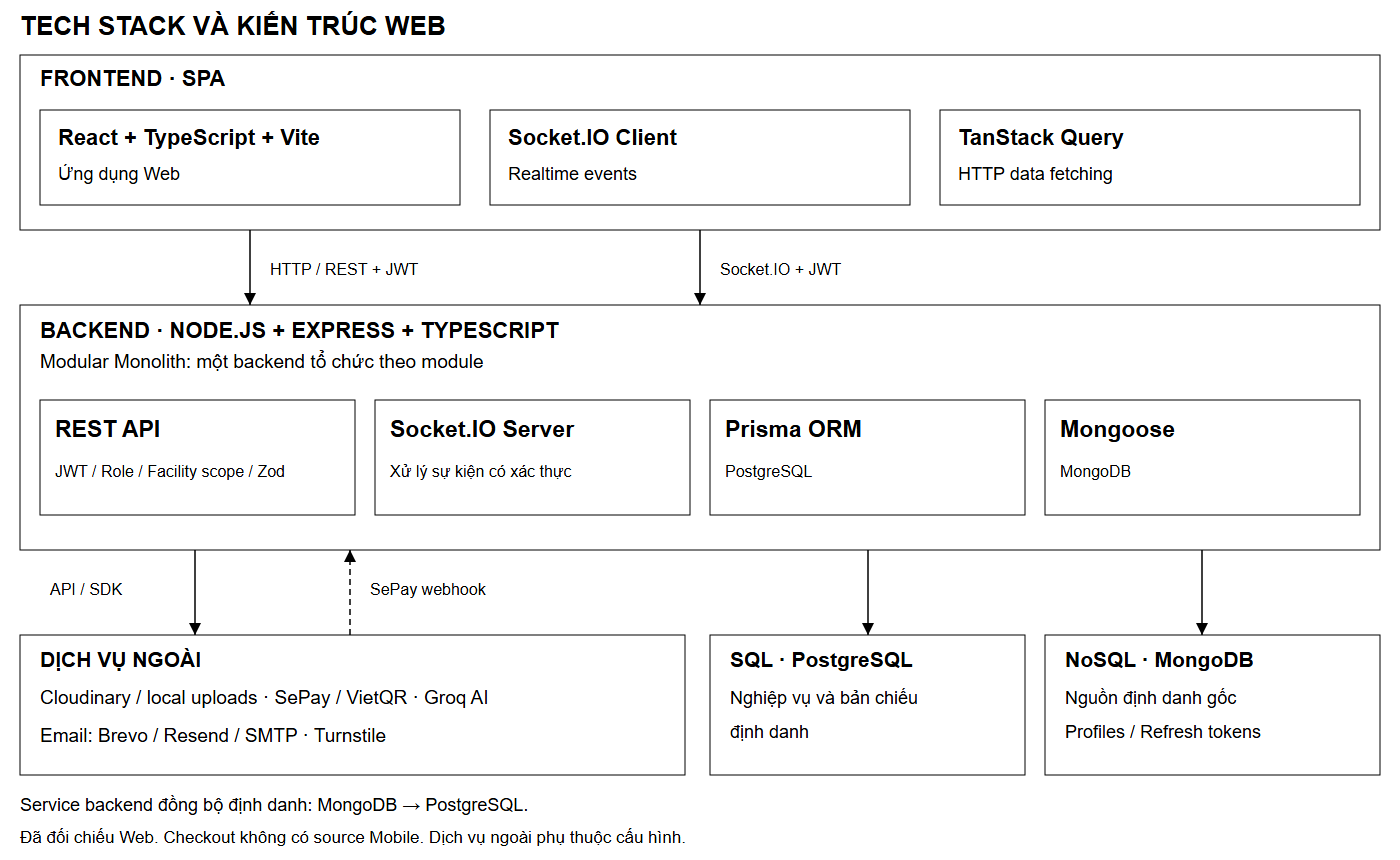 TECH STACK VÀ KIẾN TRÚC WEB
FRONTEND · SPA
React + TypeScript + Vite
Ứng dụng Web
Socket.IO Client
Realtime events
TanStack Query
HTTP data fetching
HTTP / REST + JWT
Socket.IO + JWT
BACKEND · NODE.JS + EXPRESS + TYPESCRIPT
Modular Monolith: một backend tổ chức theo module
REST API
JWT / Role / Facility scope / Zod
Socket.IO Server
Xử lý sự kiện có xác thực
Prisma ORM
PostgreSQL
Mongoose
MongoDB
API / SDK
SePay webhook
DỊCH VỤ NGOÀI
Cloudinary / local uploads · SePay / VietQR · Groq AI
Email: Brevo / Resend / SMTP · Turnstile
SQL · PostgreSQL
Nghiệp vụ và bản chiếu
định danh
NoSQL · MongoDB
Nguồn định danh gốc
Profiles / Refresh tokens
Service backend đồng bộ định danh: MongoDB → PostgreSQL.
Đã đối chiếu Web. Checkout không có source Mobile. Dịch vụ ngoài phụ thuộc cấu hình.